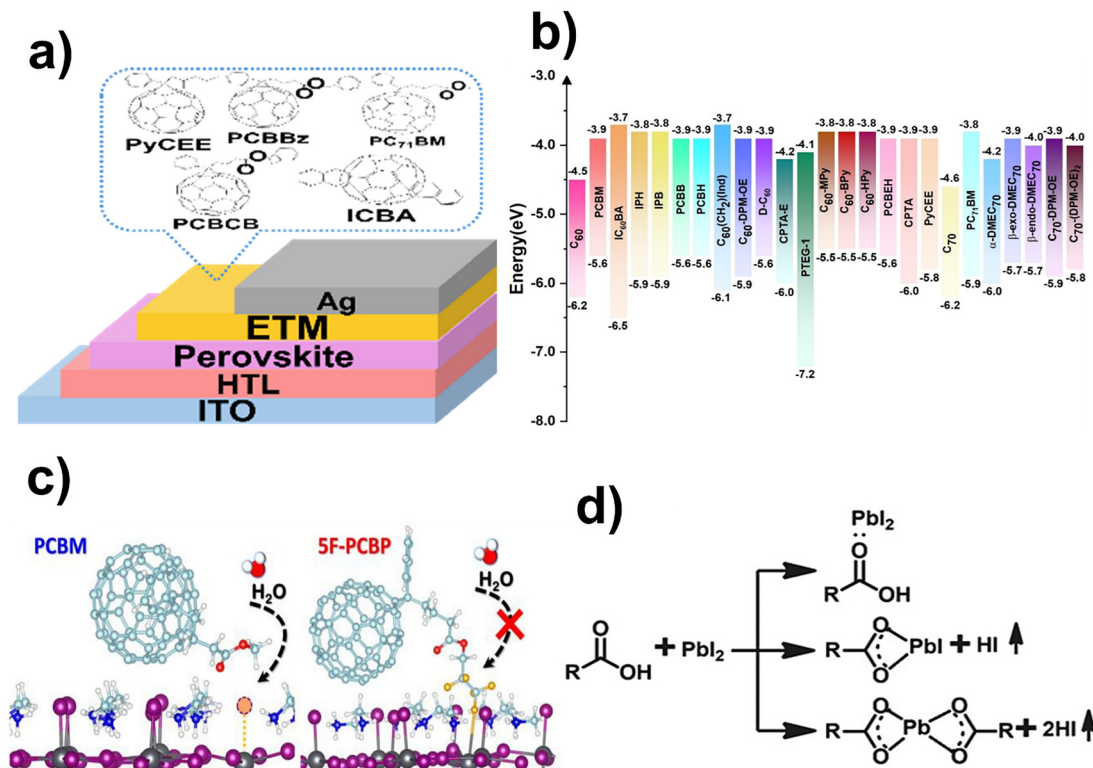 a)
PyCEE
PCBBz
PC71BM
PCBCB
ICBA
Ag
ETM
Perovskite
HTL
ITO
b)
Energy(eV)
-3.0
-4.0
-5.0
-6.0
-7.0
-8.0
-4.5
C60
-6.2
-3.9
PCBM
-5.6
-3.7
IC60BA
-6.5
-3.8
IPH
-5.9
-3.8
IPB
-5.9
-3.9
PCBB
-5.6
-3.9
PCBH
-5.6
-3.7
C60(CH2)(Ind)
-6.1
-3.9
C60-DPM-OE
-5.9
-3.9
D-C60
-5.6
-4.2
CPTA-E
-6.0
-4.1
PTEG-1
-7.2
-3.8
C60-MPy
-5.5
-3.8
C60-BPy
-5.5
-3.8
C60-HPy
-5.5
-3.9
PCBEH
-5.6
-3.9
CPTA
-6.0
-3.9
PyCEE
-5.8
-4.6
C70
-6.2
-3.8
PC71BM
-5.9
-4.2
α-DMEC70
-6.0
-3.9
β-exo-DMEC70
-5.7
-4.0
β-endo-DMEC70
-5.7
-3.9
C70-DPM-OE
-5.9
-4.0
C70-(DPM-OE)2
-5.8
c)
PCBM
H2O
5F-PCBP
H2O
d)
R
O
OH
+ PbI2
PbI2
O
R
OH
R
O
O
PbI + HI
R
O
O
Pb
O
O
R + 2HI